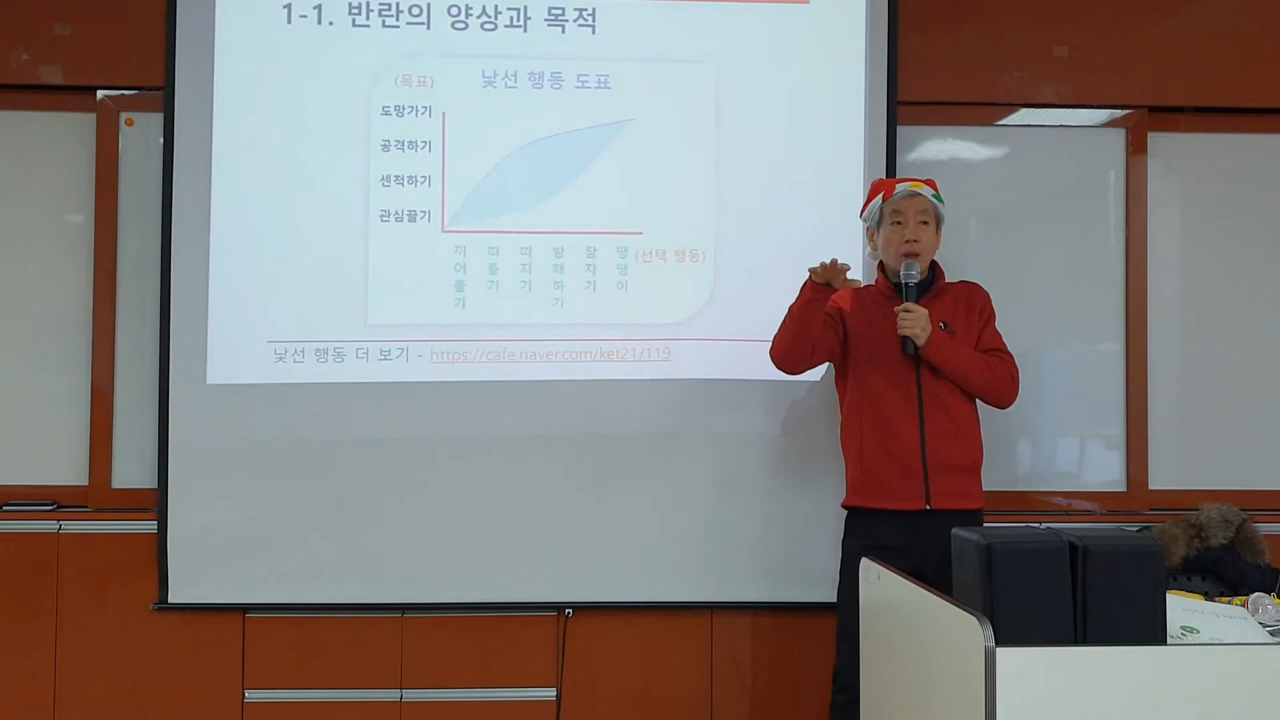 1-1. 반란의 양상과 목적
(목표) 낯선 행동 도표
도망가기
공격하기
센척하기
관심끌기
끼어들기 떠들기 따지기 방해하기 잠자기 땡땡이 (선택 행동)
낯선 행동 더 보기 - https://cafe.naver.com/ket21/119